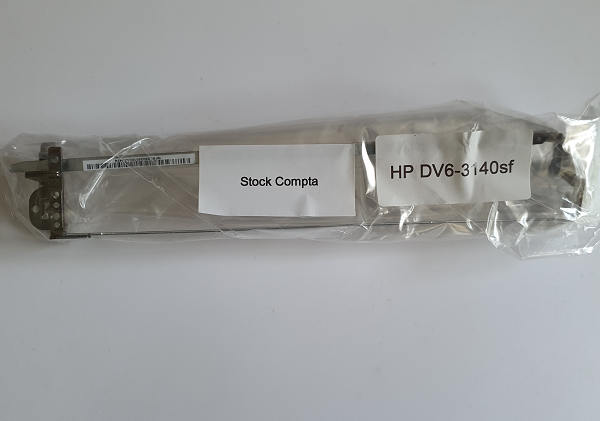 Stock Compta
HP DV6-3140sf